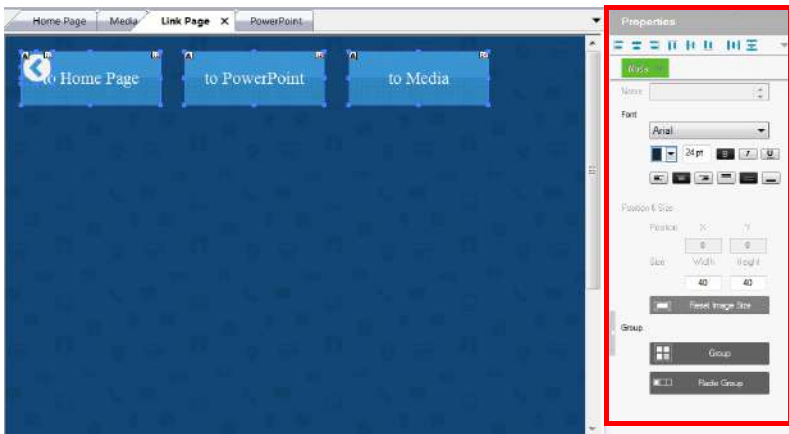 Home Page Media Link Page X PowerPoint
to Home Page to PowerPoint to Media
Properties
Name
Font
Arial
24 pt B I U
Position & Size
Position X Y
0 0
Size Width Height
40 40
Reset Image Size
Group
Group
Radio Group